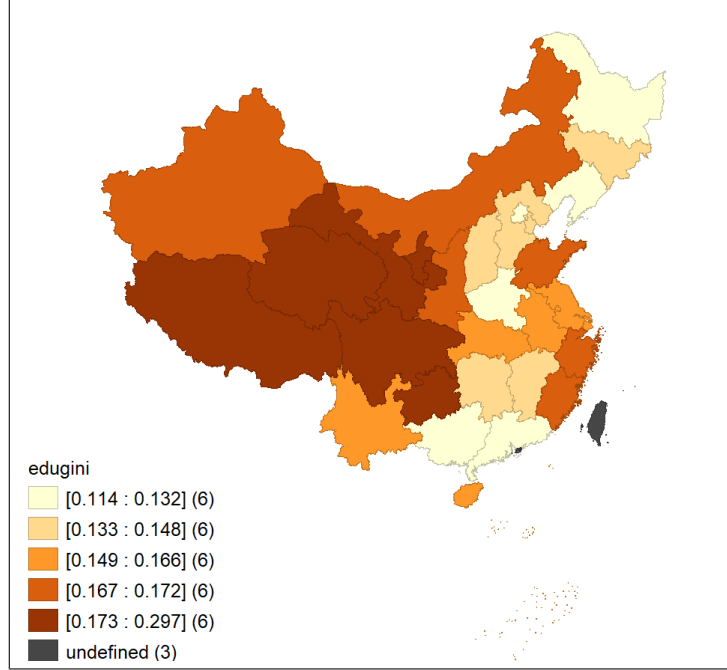 edugini
[0.114 : 0.132] (6)
[0.133 : 0.148] (6)
[0.149 : 0.166] (6)
[0.167 : 0.172] (6)
[0.173 : 0.297] (6)
undefined (3)